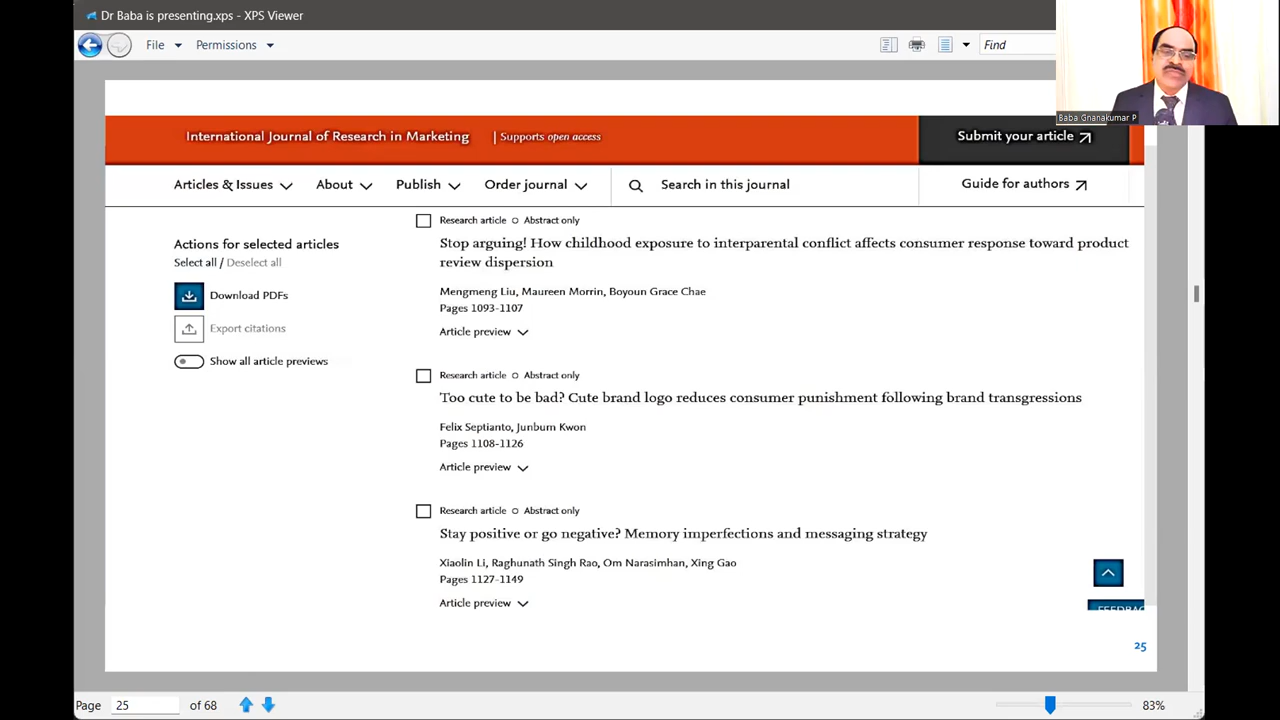 Dr Baba is presenting.xps - XPS Viewer
File Permissions Find
Baba Gnanakumar P
International Journal of Research in Marketing | Supports open access
Submit your article
Articles & Issues About Publish Order journal Search in this journal Guide for authors
Actions for selected articles
Select all / Deselect all
Download PDFs
Export citations
Show all article previews
Research article Abstract only
Stop arguing! How childhood exposure to interparental conflict affects consumer response toward product
review dispersion
Mengmeng Liu, Maureen Morrin, Boyoun Grace Chae
Pages 1093-1107
Article preview
Research article Abstract only
Too cute to be bad? Cute brand logo reduces consumer punishment following brand transgressions
Felix Septianto, Junbum Kwon
Pages 1108-1126
Article preview
Research article Abstract only
Stay positive or go negative? Memory imperfections and messaging strategy
Xiaolin Li, Raghunath Singh Rao, Om Narasimhan, Xing Gao
Pages 1127-1149
Article preview
25
Page 25 of 68 83%